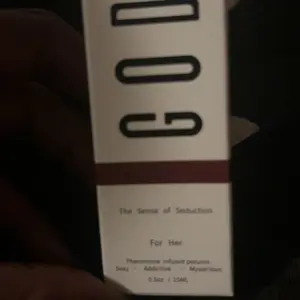 GOD
The Sense of Seduction
For Her
Pheromone infused perfume
Sexy - Addictive - Mysterious
0.5oz / 15ML